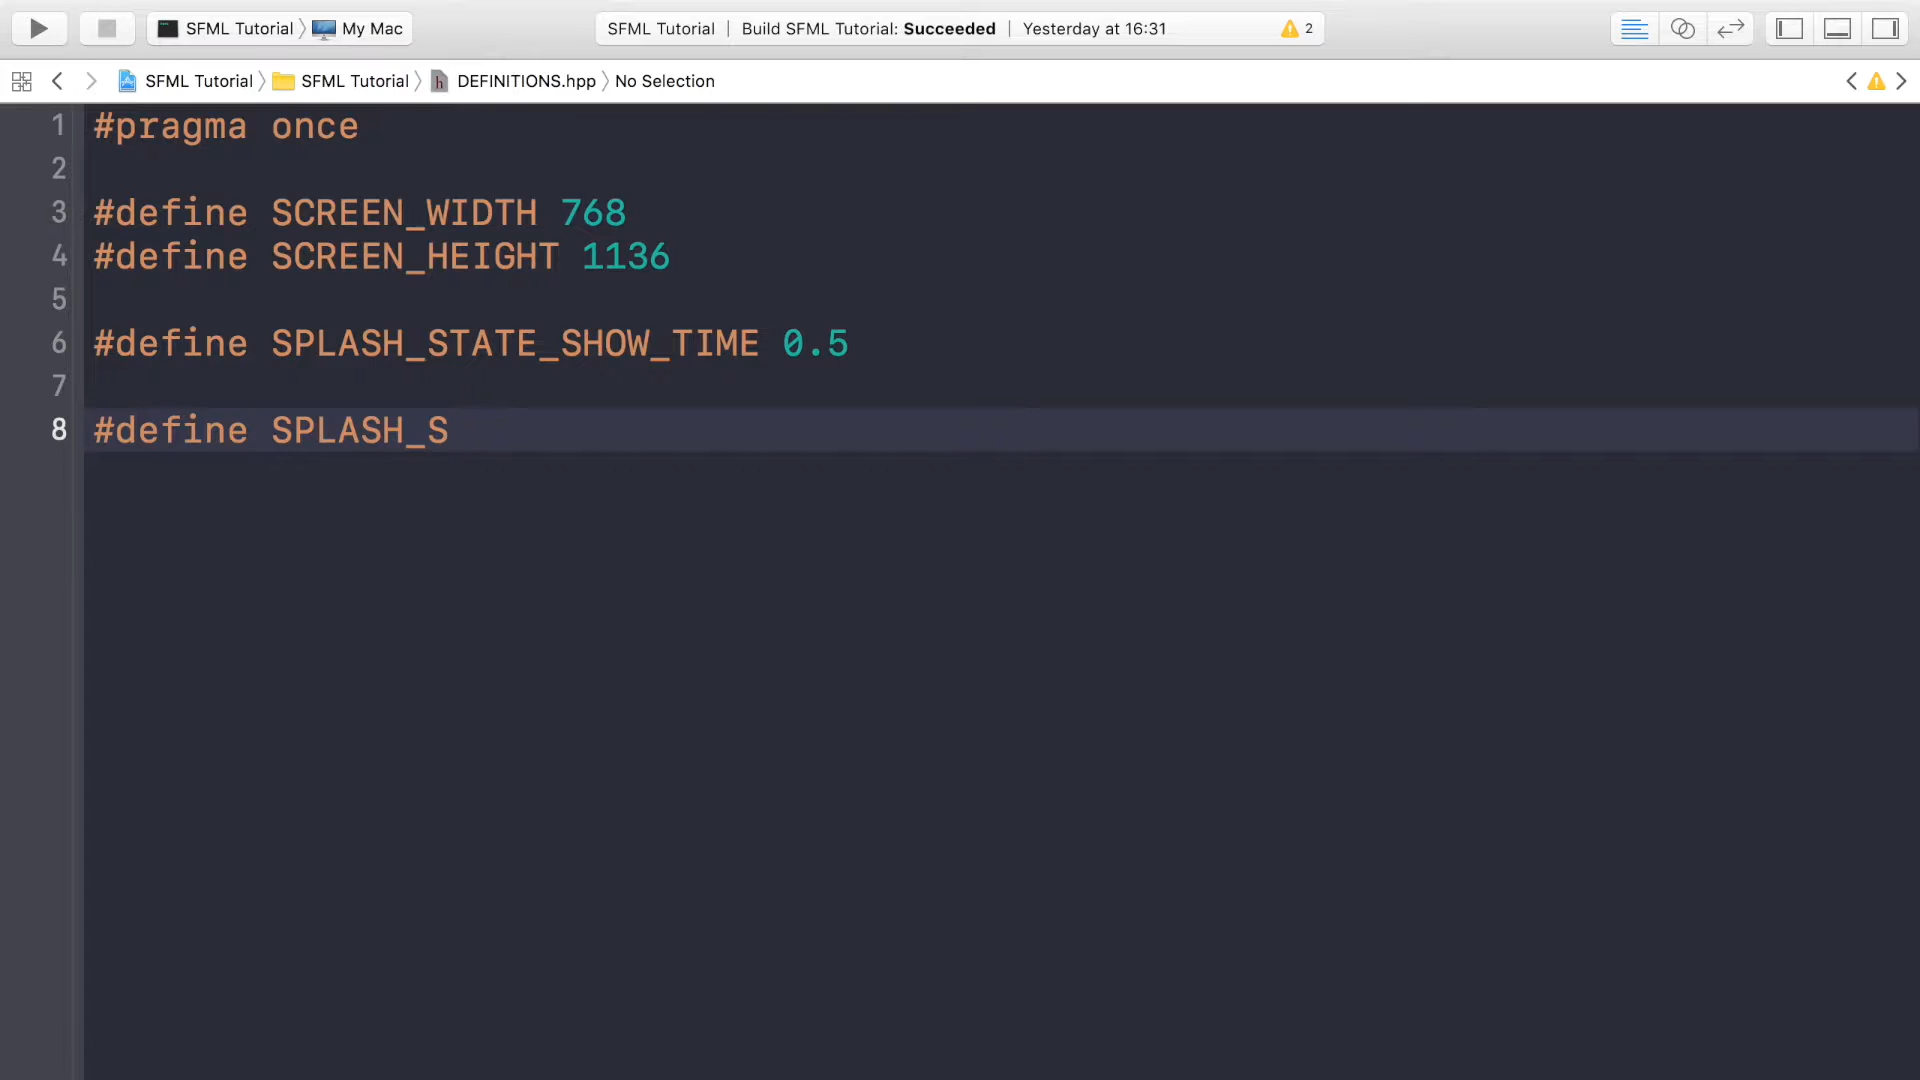 SFML Tutorial My Mac SFML Tutorial Build SFML Tutorial: Succeeded Yesterday at 16:31 2
SFML Tutorial SFML Tutorial h DEFINITIONS.hpp No Selection
1 #pragma once
2
3 #define SCREEN_WIDTH 768
4 #define SCREEN_HEIGHT 1136
5
6 #define SPLASH_STATE_SHOW_TIME 0.5
7
8 #define SPLASH_S